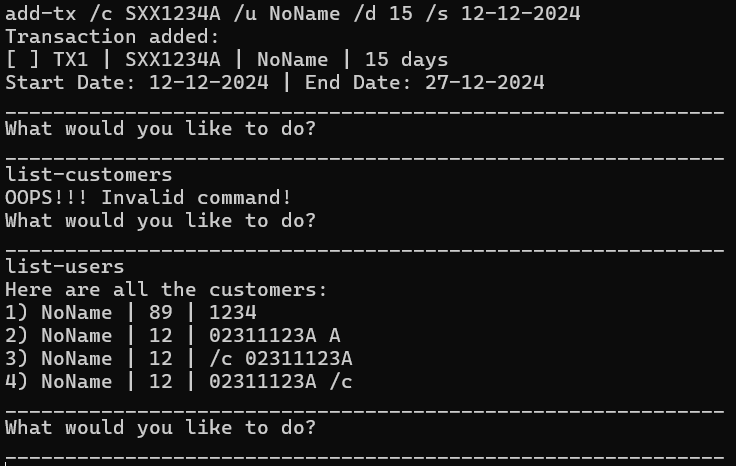 add-tx /c SXX1234A /u NoName /d 15 /s 12-12-2024
Transaction added:
[ ] TX1 | SXX1234A | NoName | 15 days
Start Date: 12-12-2024 | End Date: 27-12-2024
____________________________________________________________
What would you like to do?
____________________________________________________________
list-customers
OOPS!!! Invalid command!
What would you like to do?
____________________________________________________________
list-users
Here are all the customers:
1) NoName | 89 | 1234
2) NoName | 12 | 02311123A A
3) NoName | 12 | /c 02311123A
4) NoName | 12 | 02311123A /c
____________________________________________________________
What would you like to do?
____________________________________________________________